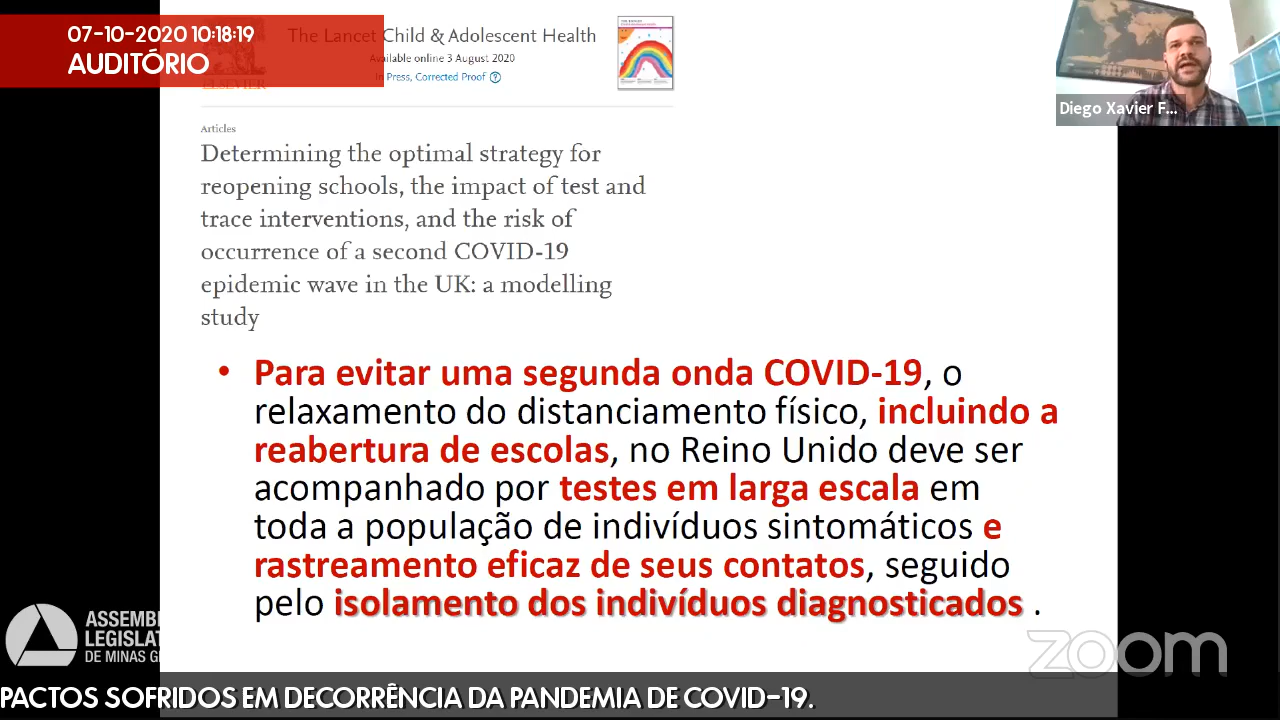 07-10-2020 10:18:19
AUDITÓRIO
The Lancet Child & Adolescent Health
Available online 3 August 2020
In Press, Corrected Proof
ELSEVIER
Articles
Determining the optimal strategy for
reopening schools, the impact of test and
trace interventions, and the risk of
occurrence of a second COVID-19
epidemic wave in the UK: a modelling
study
• Para evitar uma segunda onda COVID-19, o
relaxamento do distanciamento físico, incluindo a
reabertura de escolas, no Reino Unido deve ser
acompanhado por testes em larga escala em
toda a população de indivíduos sintomáticos e
rastreamento eficaz de seus contatos, seguido
pelo isolamento dos indivíduos diagnosticados .
Diego Xavier F...
ASSEMB
LEGISLAT
DE MINAS G
zoom
PACTOS SOFRIDOS EM DECORRÊNCIA DA PANDEMIA DE COVID-19.